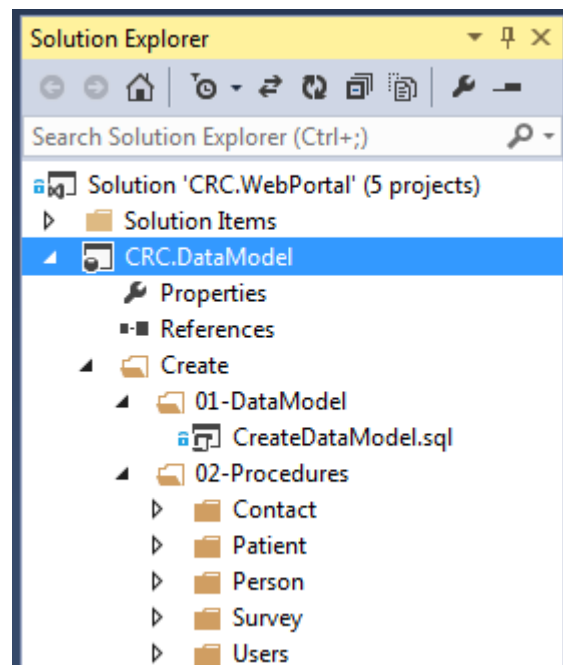 Solution Explorer
Search Solution Explorer (Ctrl+;)
Solution 'CRC.WebPortal' (5 projects)
Solution Items
CRC.DataModel
Properties
References
Create
01-DataModel
CreateDataModel.sql
02-Procedures
Contact
Patient
Person
Survey
Users